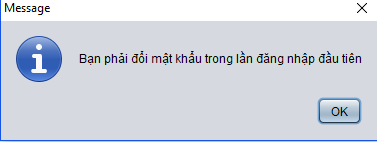 Message
Bạn phải đổi mật khẩu trong lần đăng nhập đầu tiên
OK